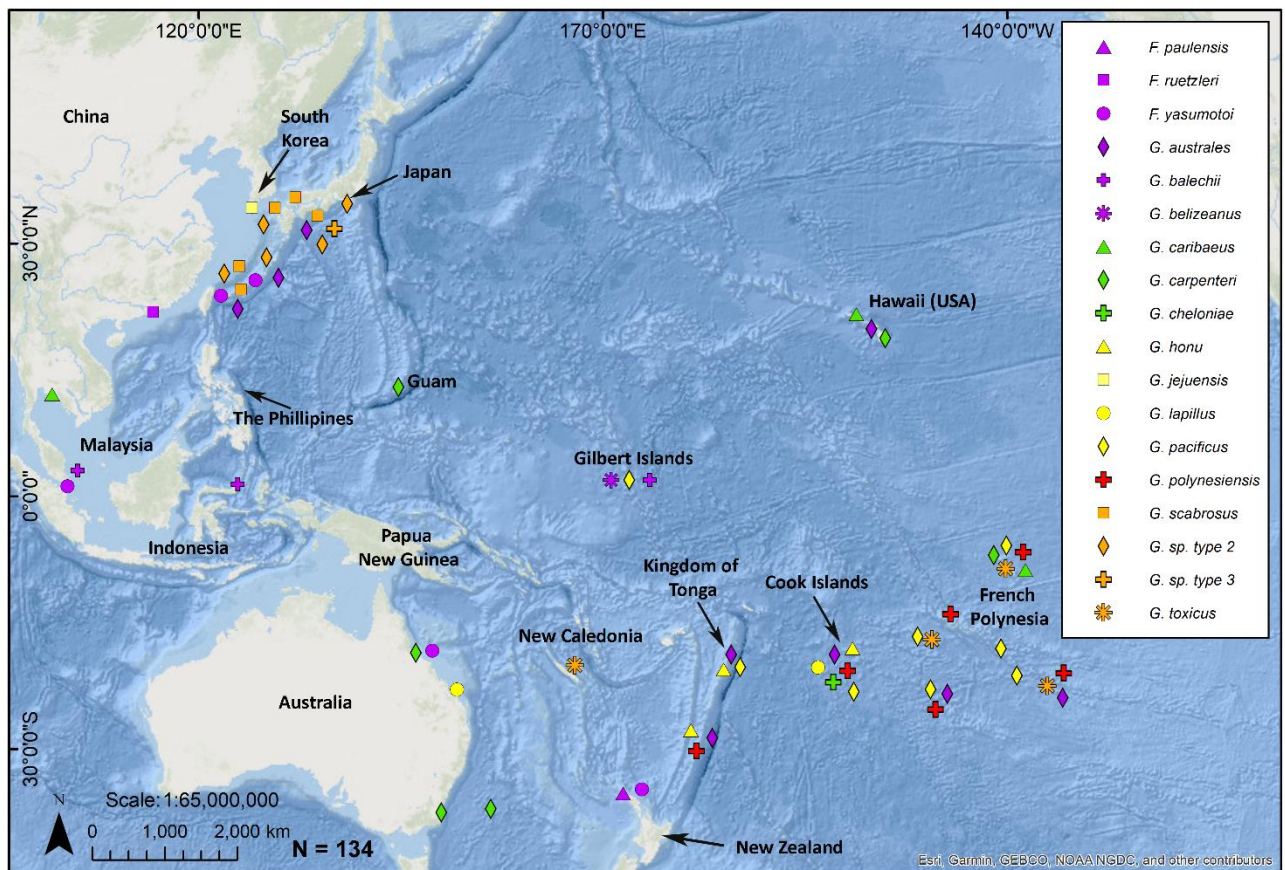 120°0'0"E
170°0'0"E
140°0'0"W
30°0'0"N
0°0'0"
30°0'0"S
China
South
Korea
Japan
Hawaii (USA)
Guam
The Phillipines
Malaysia
Gilbert Islands
Indonesia
Papua
New Guinea
Kingdom of
Tonga
Cook Islands
French
Polynesia
New Caledonia
Australia
New Zealand
F. paulensis
F. ruetzleri
F. yasumotoi
G. australes
G. balechii
G. belizeanus
G. caribaeus
G. carpenteri
G. cheloniae
G. honu
G. jejuensis
G. lapillus
G. pacificus
G. polynesiensis
G. scabrosus
G. sp. type 2
G. sp. type 3
G. toxicus
N
Scale: 1:65,000,000
0 1,000 2,000 km
N = 134
Esri, Garmin, GEBCO, NOAA NGDC, and other contributors